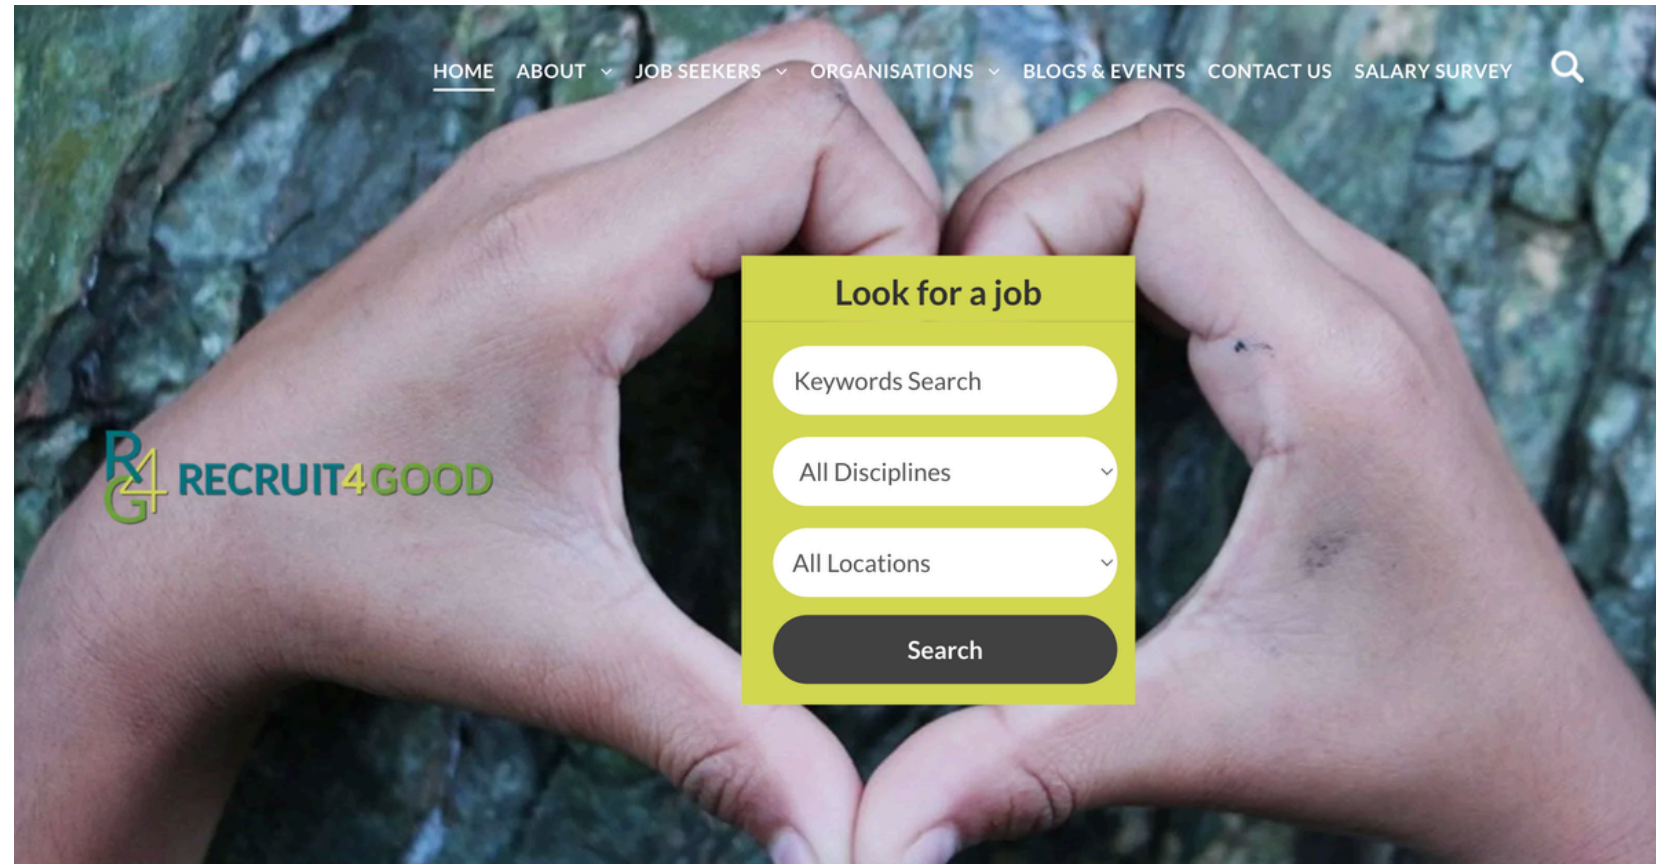 HOME ABOUT JOB SEEKERS ORGANISATIONS BLOGS & EVENTS CONTACT US SALARY SURVEY
Look for a job
Keywords Search
All Disciplines
R4G RECRUIT4GOOD
All Locations
Search